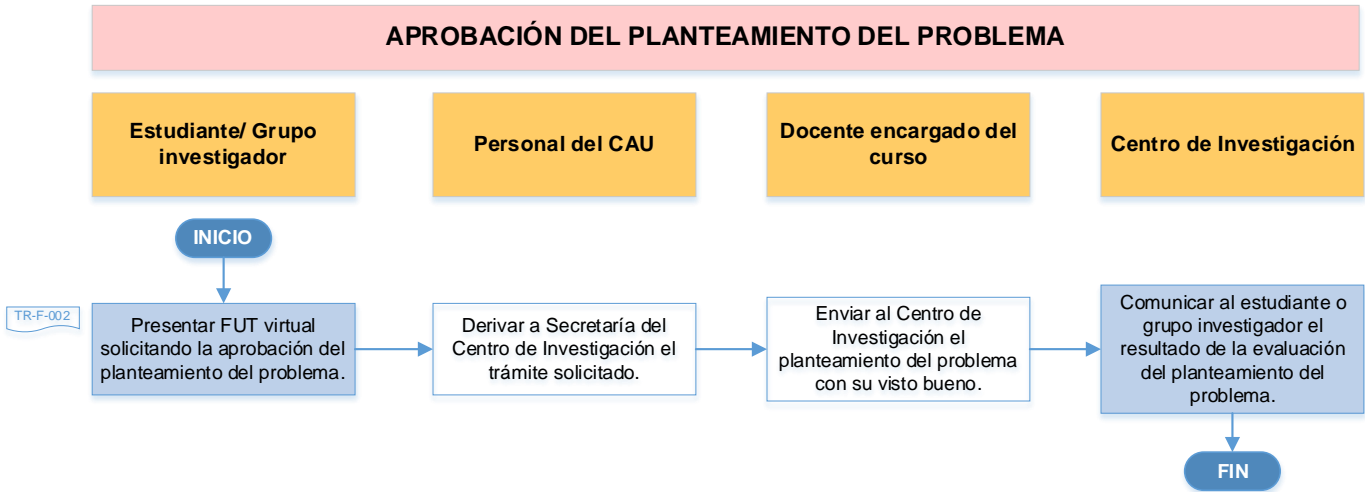 APROBACIÓN DEL PLANTEAMIENTO DEL PROBLEMA
Estudiante/ Grupo
investigador
Personal del CAU
Docente encargado del
curso
Centro de Investigación
INICIO
TR-F-002
Presentar FUT virtual
solicitando la aprobación del
planteamiento del problema.
Derivar a Secretaría del
Centro de Investigación el
trámite solicitado.
Enviar al Centro de
Investigación el
planteamiento del problema
con su visto bueno.
Comunicar al estudiante o
grupo investigador el
resultado de la evaluación
del planteamiento del
problema.
FIN